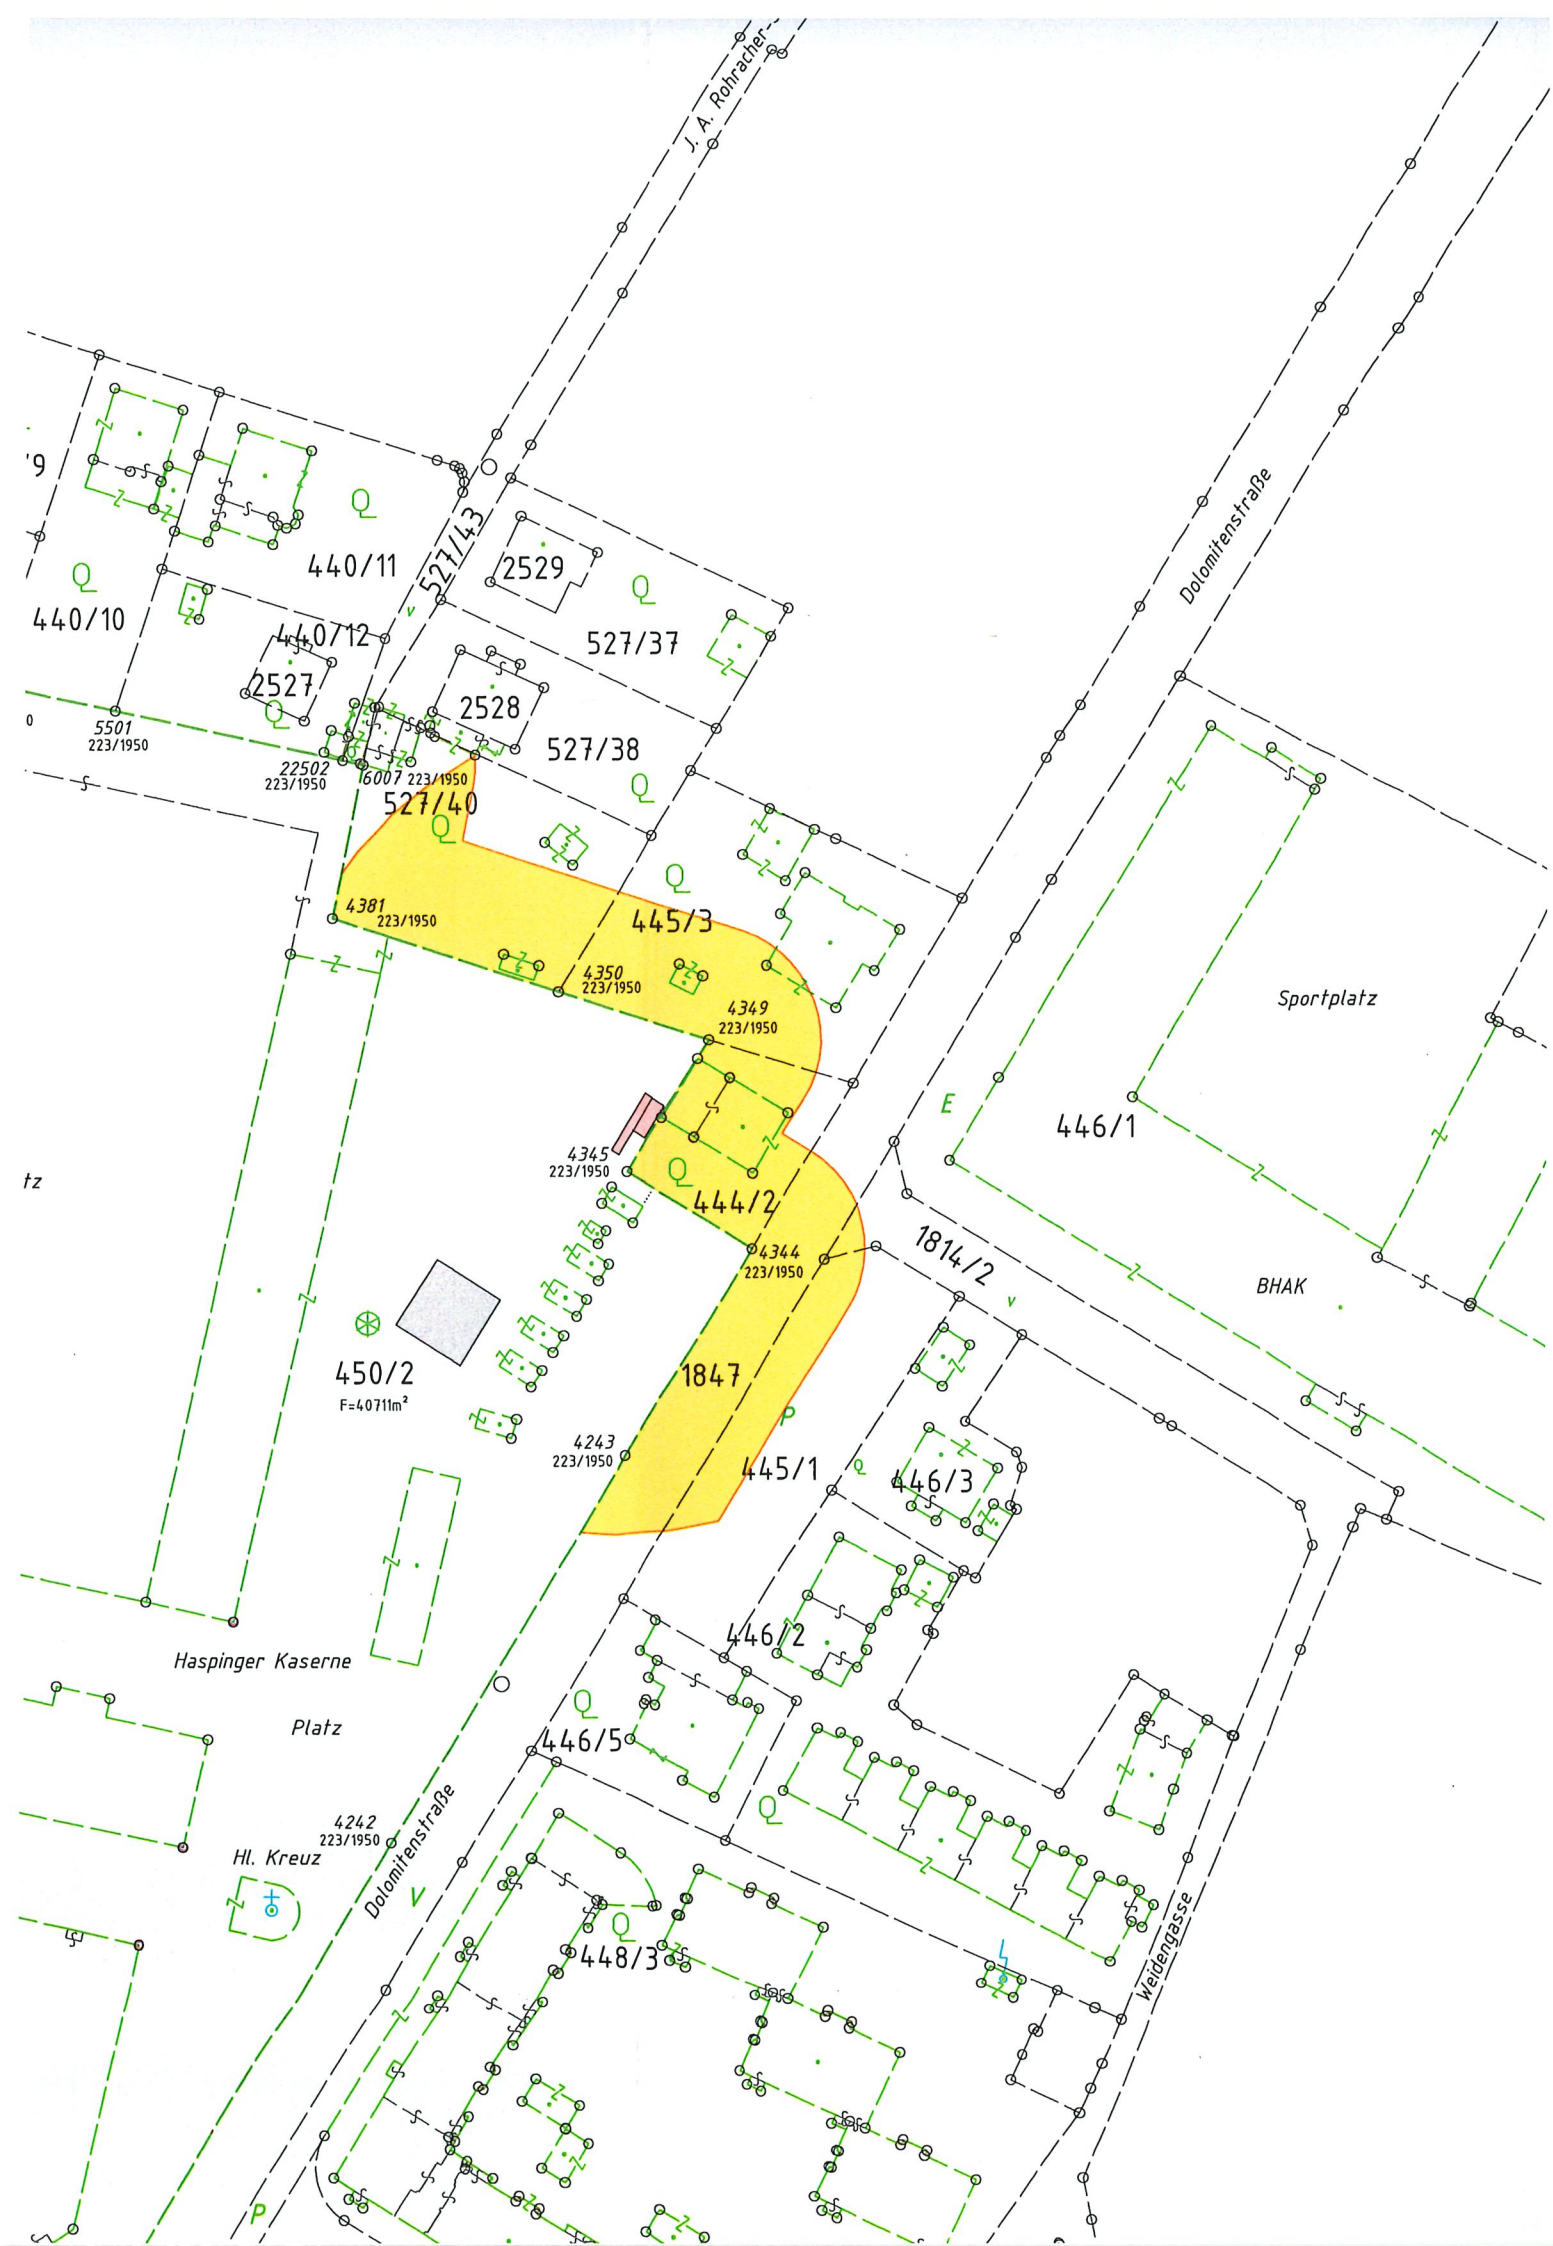 J. A. Rohracher-
Dolomitenstraße
'9
Q
440/11
527/43
2529
Q
Q
440/10
v
440/12
527/37
2527
2528
Q
5501
223/1950
527/38
22502
223/1950
6007 223/1950
527/40
Q
Q
Q
4381
223/1950
445/3
4350
223/1950
4349
223/1950
Sportplatz
E
446/1
4345
223/1950
Q
tz
444/2
4344
223/1950
1814/2
BHAK
v
450/2
F=40711m²
1847
P
4243
223/1950
445/1
Q
446/3
446/2
Haspinger Kaserne
Q
Platz
446/5
Q
4242
223/1950
Hl. Kreuz
Dolomitenstraße
V
Q
448/3
Weidengasse
P